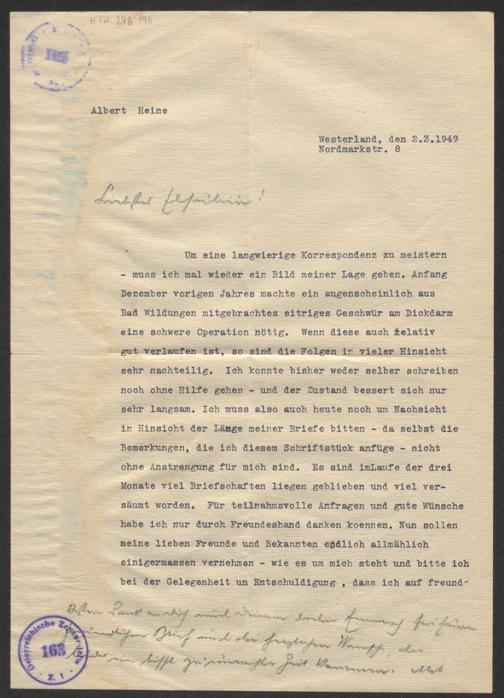 H.I.N. 246 198
Albert Heine
Westerland, den 2.3.1949
Nordmarkstr. 8
Um eine langwierige Korrespondenz zu meistern
- muss ich mal wieder ein Bild meiner Lage geben. Anfang
Dezember vorigen Jahres machte ein augenscheinlich aus
Bad Wildungen mitgebrachtes eitriges Geschwür am Dickdarm
eine schwere Operation nötig. Wenn diese auch relativ
gut verlaufen ist, so sind die Folgen in vieler Hinsicht
sehr nachteilig. Ich konnte bisher weder selber schreiben
noch ohne Hilfe gehen - und der Zustand bessert sich nur
sehr langsam. Ich muss also auch heute noch um Nachsicht
in Hinsicht der Länge meiner Briefe bitten - da selbst die
Bemerkungen, die ich diesem Schriftstück anfüge - nicht
ohne Anstrengung für mich sind. Es sind imLaufe der drei
Monate viel Briefschaften liegen geblieben und viel ver-
säumt worden. Für teilnahmsvolle Anfragen und gute Wünsche
habe ich nur durch Freundeshand danken koennen. Nun sollen
meine lieben Freunde und Bekannten endlich allmählich
einigermassen vernehmen - wie es um mich steht und bitte ich
bei der Gelegenheit um Entschuldigung , dass ich auf freund-
Österreichische Zensurstelle
163
Z. 1